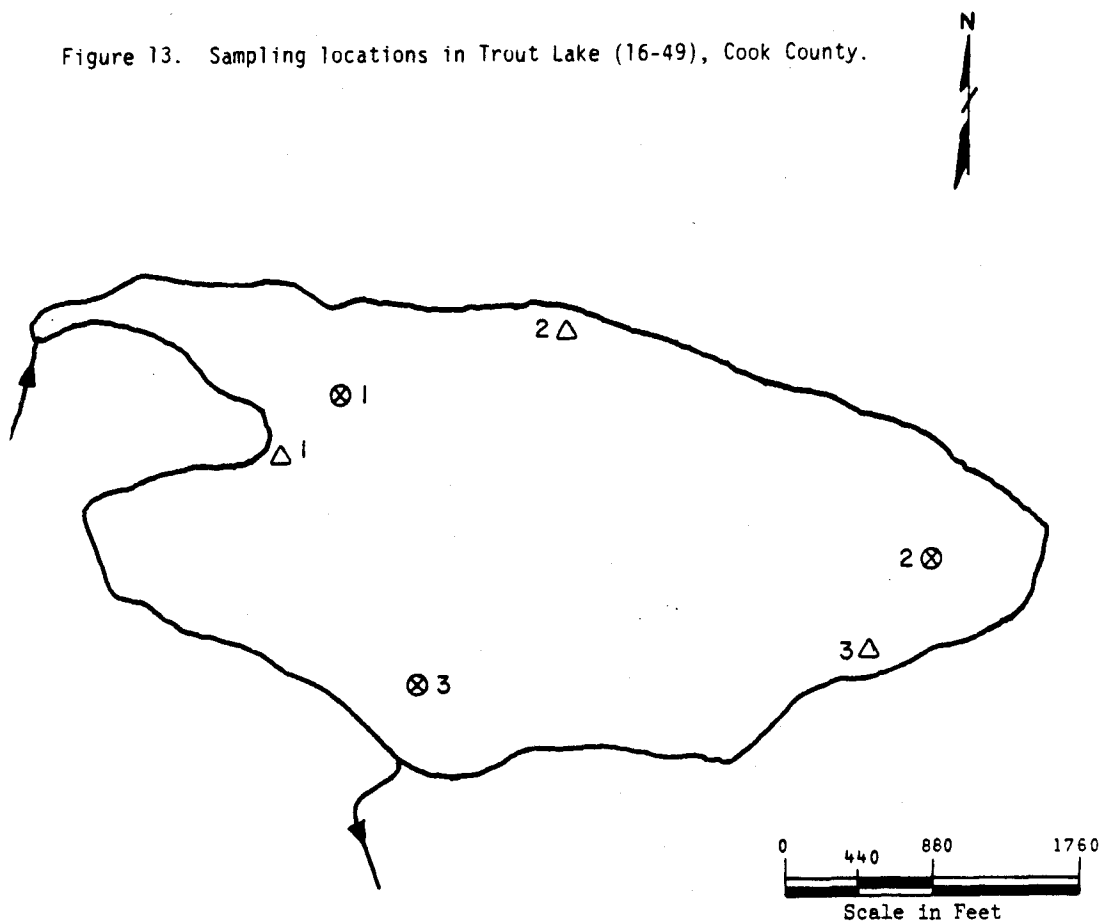 N
Figure 13. Sampling locations in Trout Lake (16-49), Cook County.
2
1
1
2
3
3
0 440 880 1760
Scale in Feet